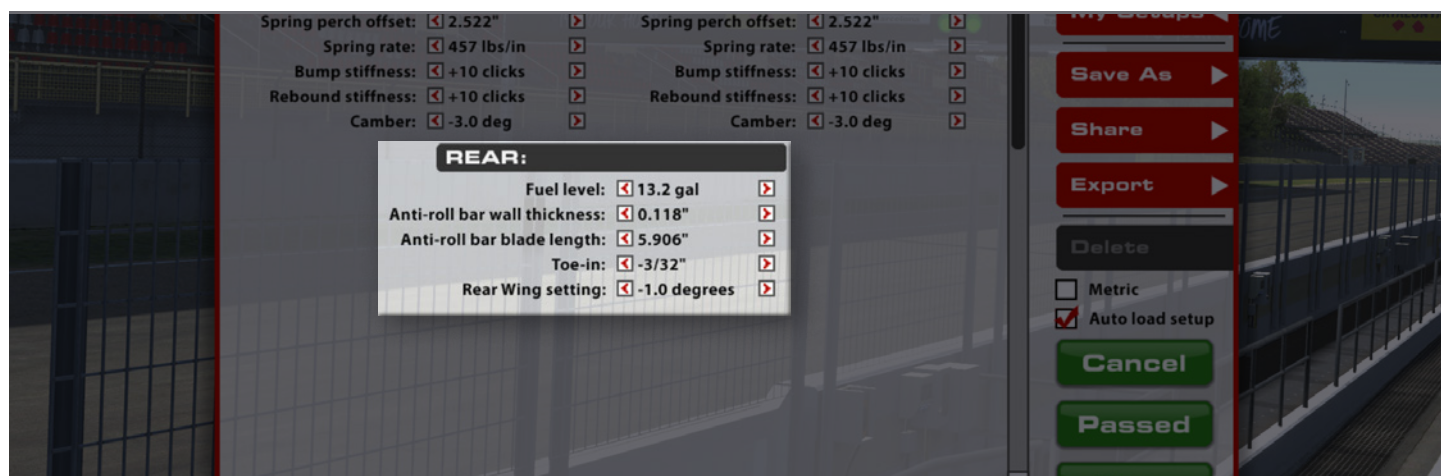 Spring perch offset: 2.522" Spring perch offset: 2.522"
Spring rate: 457 lbs/in Spring rate: 457 lbs/in
Bump stiffness: +10 clicks Bump stiffness: +10 clicks
Rebound stiffness: +10 clicks Rebound stiffness: +10 clicks
Camber: -3.0 deg Camber: -3.0 deg
REAR:
Fuel level: 13.2 gal
Anti-roll bar wall thickness: 0.118"
Anti-roll bar blade length: 5.906"
Toe-in: -3/32"
Rear Wing setting: -1.0 degrees
My Setups
Save As
Share
Export
Delete
Metric
Auto load setup
Cancel
Passed